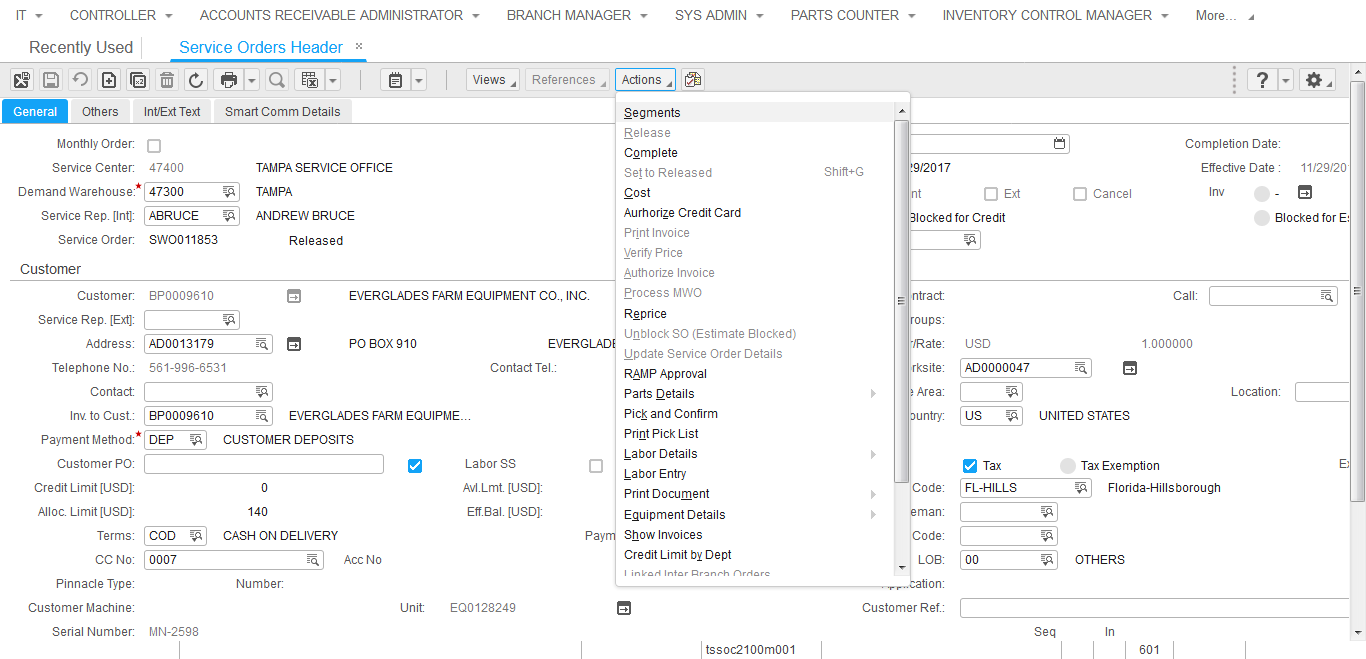 IT CONTROLLER ACCOUNTS RECEIVABLE ADMINISTRATOR BRANCH MANAGER SYS ADMIN PARTS COUNTER INVENTORY CONTROL MANAGER More...
Recently Used Service Orders Header ×
Views References Actions ?
General Others Int/Ext Text Smart Comm Details
Segments
Release
Complete
Set to Released Shift+G
Cost
Aurhorize Credit Card
Print Invoice
Verify Price
Authorize Invoice
Process MWO
Reprice
Unblock SO (Estimate Blocked)
Update Service Order Details
RAMP Approval
Parts Details
Pick and Confirm
Print Pick List
Labor Details
Labor Entry
Print Document
Equipment Details
Show Invoices
Credit Limit by Dept
Linked Inter Branch Orders
Monthly Order: Completion Date:
Service Center: 47400 TAMPA SERVICE OFFICE 29/2017 Effective Date : 11/29/201
Demand Warehouse:* 47300 TAMPA nt Ext Cancel Inv -
Service Rep. [Int]: ABRUCE ANDREW BRUCE Blocked for Credit Blocked for Es
Service Order: SWO011853 Released
Customer
Customer: BP0009610 EVERGLADES FARM EQUIPMENT CO., INC. ontract: Call:
Service Rep. [Ext]: roups:
Address: AD0013179 PO BOX 910 EVERGLADE r/Rate: USD 1.000000
Telephone No.: 561-996-6531 Contact Tel.: rksite: AD0000047
Contact: e Area: Location:
Inv. to Cust.: BP0009610 EVERGLADES FARM EQUIPME... ountry: US UNITED STATES
Payment Method:* DEP CUSTOMER DEPOSITS
Customer PO: Labor SS Tax Tax Exemption Ex
Credit Limit [USD]: 0 Avl.Lmt. [USD]: Code: FL-HILLS Florida-Hillsborough
Alloc. Limit [USD]: 140 Eff.Bal. [USD]: eman:
Terms: COD CASH ON DELIVERY Paym Code:
CC No: 0007 Acc No LOB: 00 OTHERS
Pinnacle Type: Number: Application:
Customer Machine: Unit: EQ0128249 Customer Ref.:
Serial Number: MN-2598 Seq In
tssoc2100m001 601